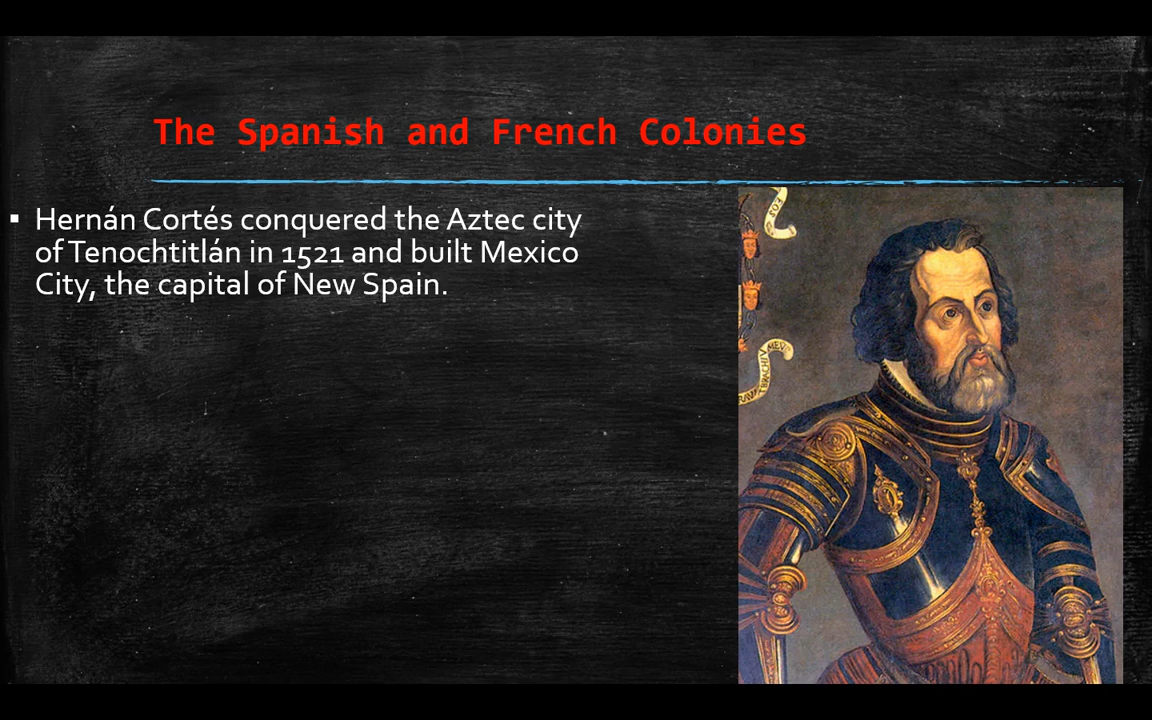 The Spanish and French Colonies
▪ Hernán Cortés conquered the Aztec city
of Tenochtitlán in 1521 and built Mexico
City, the capital of New Spain.